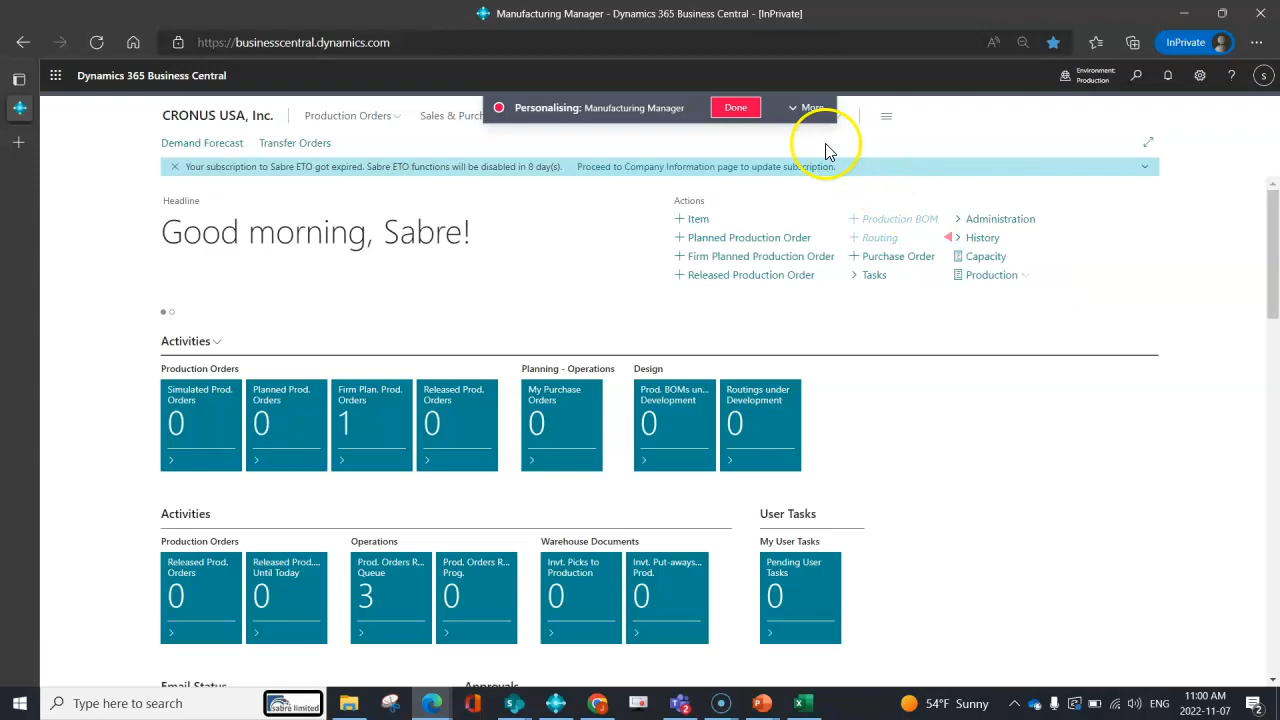 Manufacturing Manager - Dynamics 365 Business Central - [InPrivate]
https://businesscentral.dynamics.com
InPrivate
Dynamics 365 Business Central
Environment:
Production
S
CRONUS USA, Inc.
Production Orders
Sales & Purch
Personalising: Manufacturing Manager
Done
More
Demand Forecast
Transfer Orders
Your subscription to Sabre ETO got expired. Sabre ETO functions will be disabled in 8 day(s).
Proceed to Company Information page to update subscription.
Headline
Good morning, Sabre!
Actions
Item
Planned Production Order
Firm Planned Production Order
Released Production Order
Production BOM
Routing
Purchase Order
Tasks
Administration
History
Capacity
Production
Activities
Production Orders
Planning - Operations
Design
Simulated Prod.
Orders
0
Planned Prod.
Orders
0
Firm Plan. Prod.
Orders
1
Released Prod.
Orders
0
My Purchase
Orders
0
Prod. BOMs un...
Development
0
Routings under
Development
0
Activities
User Tasks
Production Orders
Operations
Warehouse Documents
My User Tasks
Released Prod.
Orders
0
Released Prod....
Until Today
0
Prod. Orders R...
Queue
3
Prod. Orders R...
Prog.
0
Invt. Picks to
Production
0
Invt. Put-aways...
Prod.
0
Pending User
Tasks
0
Email Status
Approvals
Type here to search
sabre limited
54°F Sunny
ENG
11:00 AM
2022-11-07